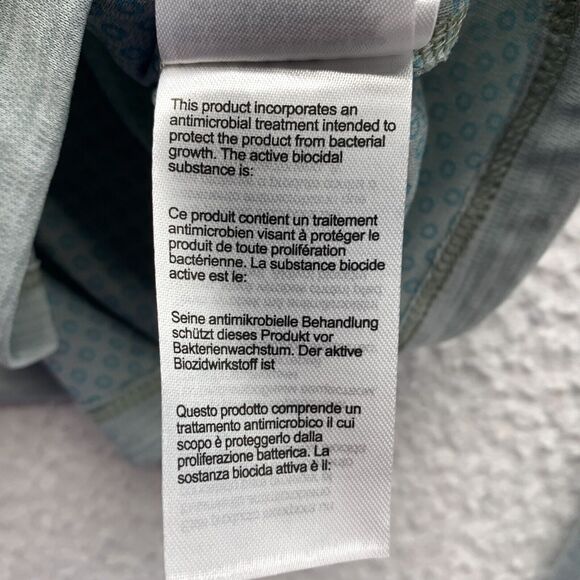 This product incorporates an
antimicrobial treatment intended to
protect the product from bacterial
growth. The active biocidal
substance is:
Ce produit contient un traitement
antimicrobien visant à protéger le
produit de toute prolifération
bactérienne. La substance biocide
active est le:
Seine antimikrobielle Behandlung
schützt dieses Produkt vor
Bakterienwachstum. Der aktive
Biozidwirkstoff ist
Questo prodotto comprende un
trattamento antimicrobico il cui
scopo è proteggerlo dalla
proliferazione batterica. La
sostanza biocida attiva è il: